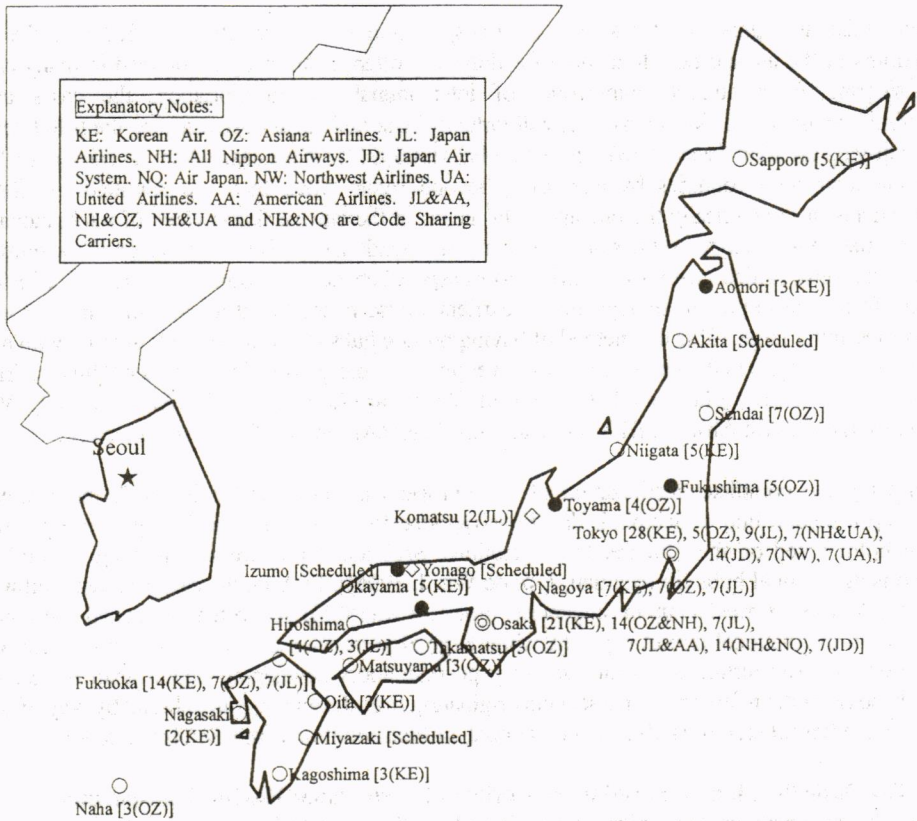 Explanatory Notes:
KE: Korean Air. OZ: Asiana Airlines. JL: Japan
Airlines. NH: All Nippon Airways. JD: Japan Air
System. NQ: Air Japan. NW: Northwest Airlines. UA:
United Airlines. AA: American Airlines. JL&AA,
NH&OZ, NH&UA and NH&NQ are Code Sharing
Carriers.
Sapporo [5(KE)]
Aomori [3(KE)]
Akita [Scheduled]
Sendai [7(OZ)]
Seoul
Niigata [5(KE)]
Fukushima [5(OZ)]
Toyama [4(OZ)]
Komatsu [2(JL)]
Tokyo [28(KE), 5(OZ), 9(JL), 7(NH&UA),
14(JD), 7(NW), 7(UA),]
Izumo [Scheduled]
Yonago [Scheduled]
Okayama [5(KE)]
Nagoya [7(KE), 7(OZ), 7(JL)]
Hiroshima
[4(OZ), 3(JL)]
Osaka [21(KE), 14(OZ&NH), 7(JL),
7(JL&AA), 14(NH&NQ), 7(JD)]
Takamatsu [3(OZ)]
Matsuyama [3(OZ)]
Fukuoka [14(KE), 7(OZ), 7(JL)]
Oita [(KE)]
Nagasaki
[2(KE)]
Miyazaki [Scheduled]
Kagoshima [3(KE)]
Naha [3(OZ)]